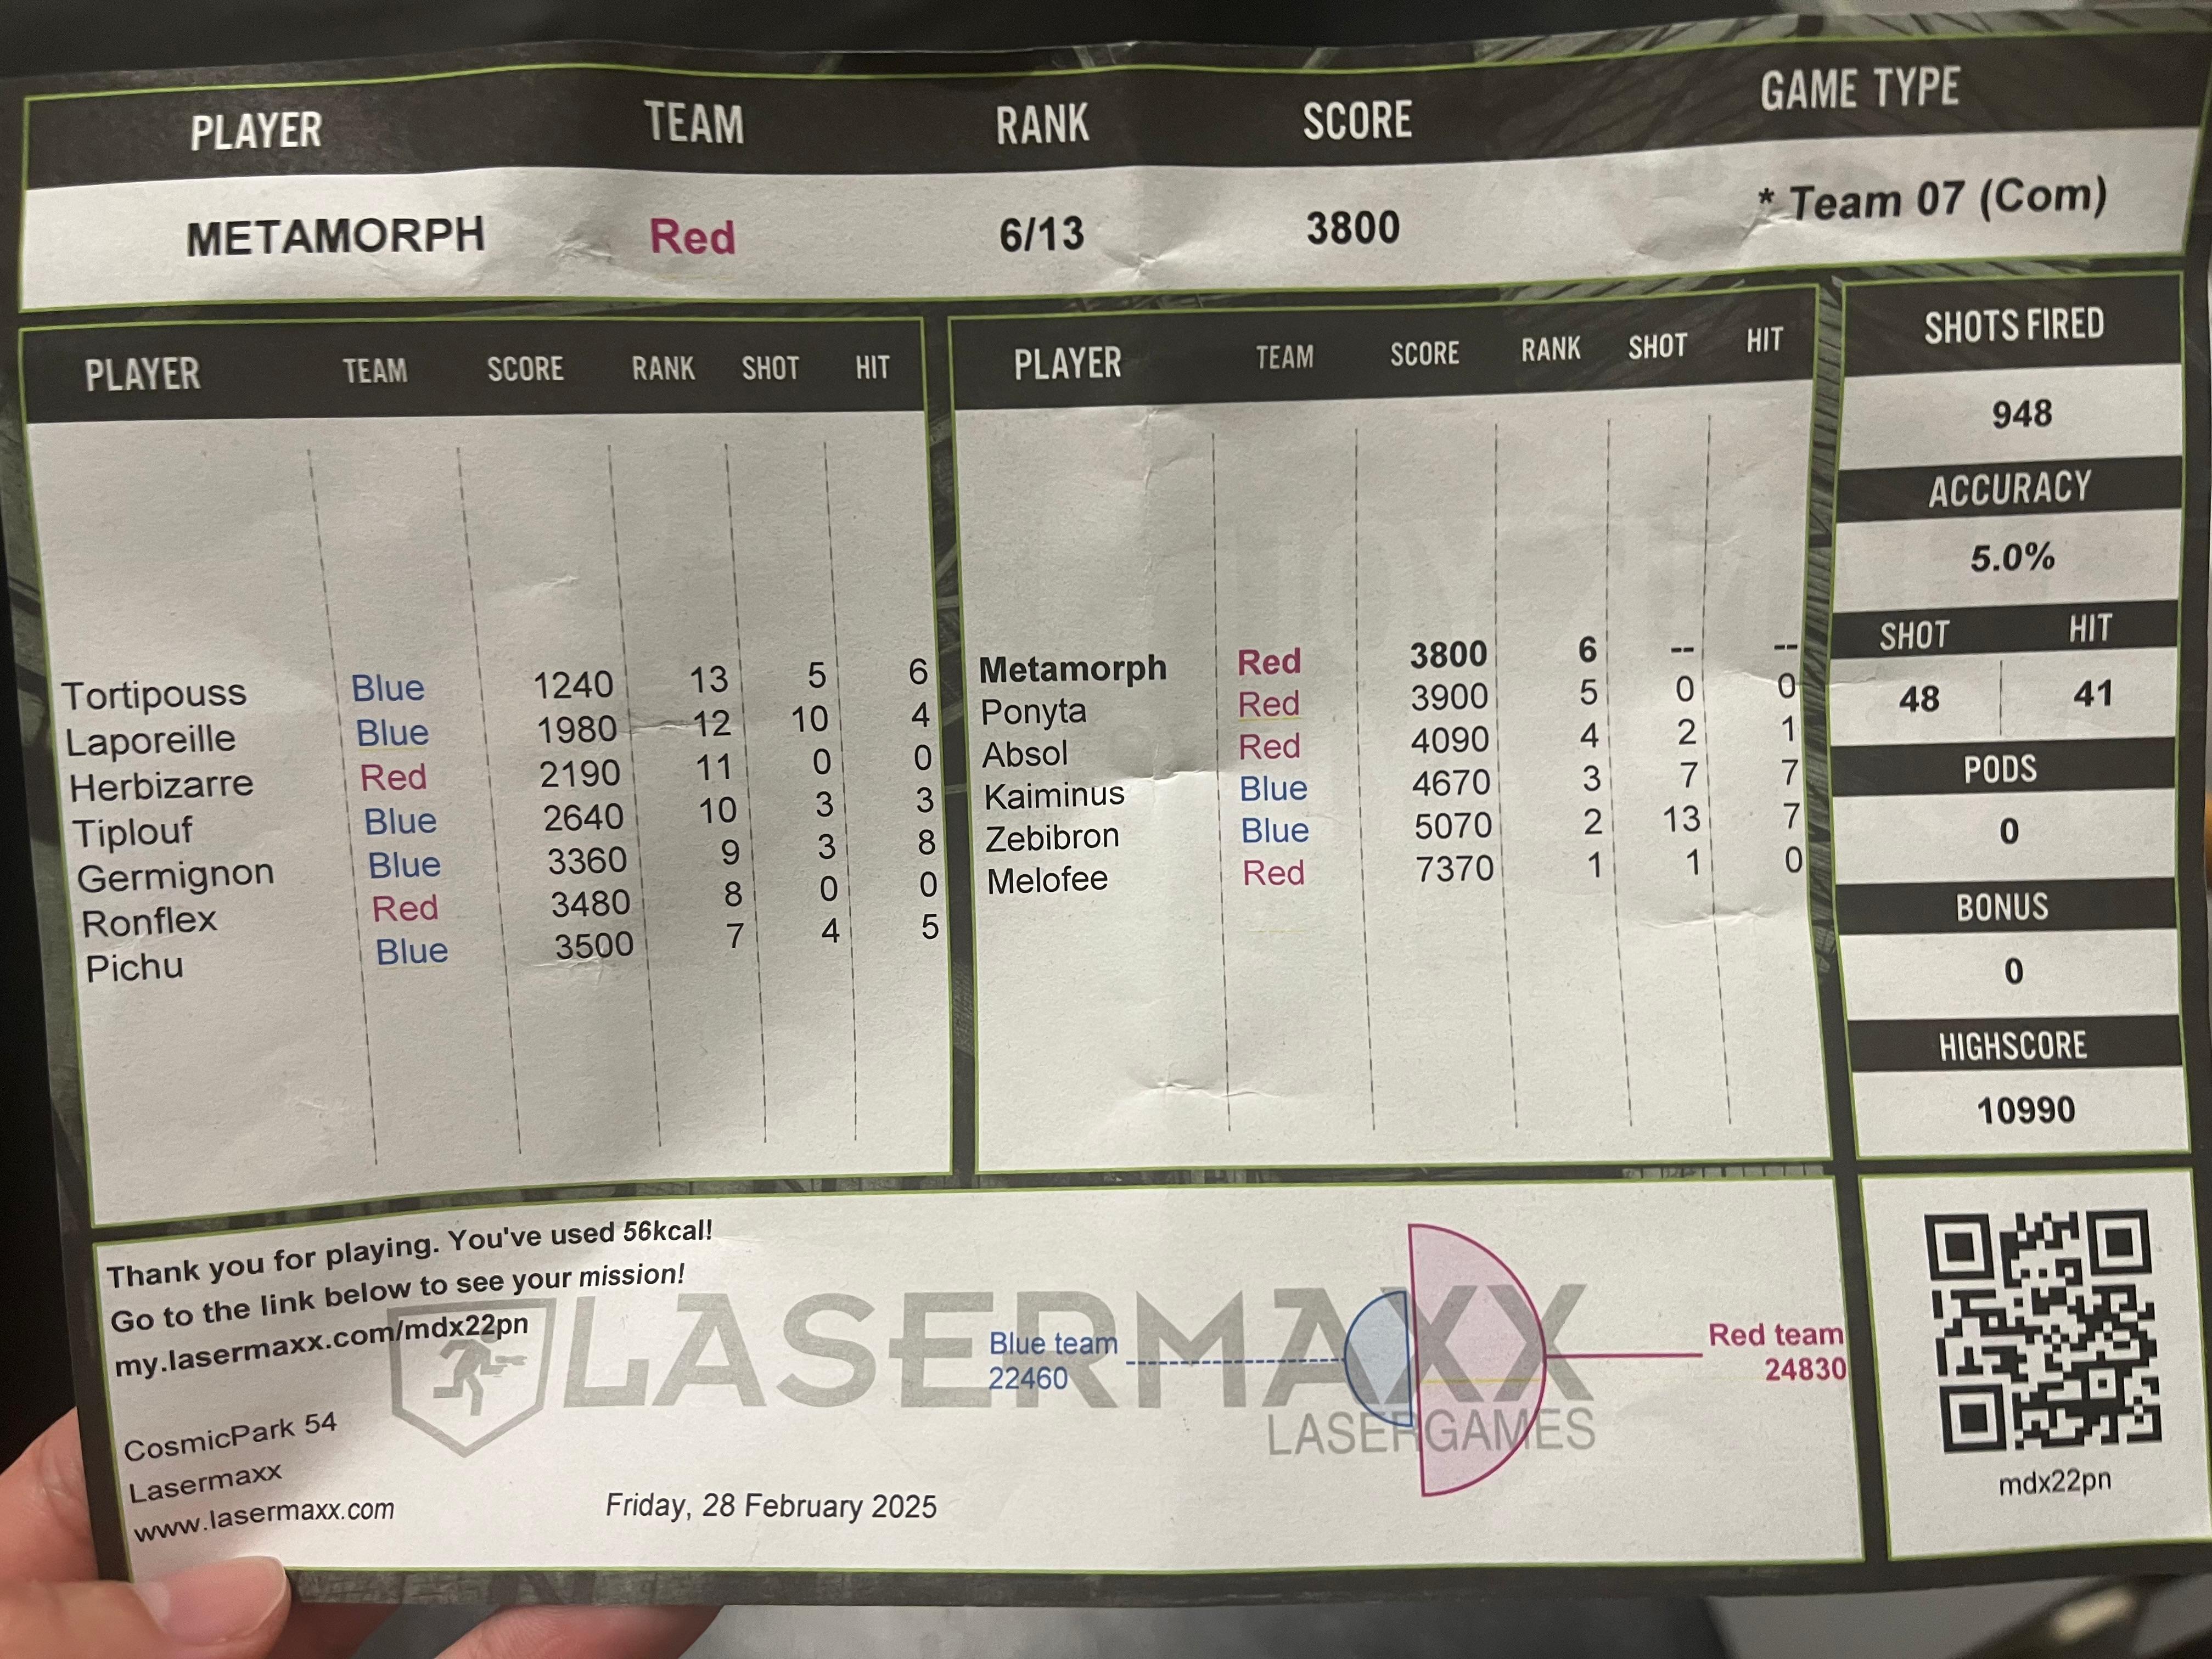 PLAYER TEAM RANK SCORE GAME TYPE
METAMORPH Red 6/13 3800 * Team 07 (Com)
PLAYER TEAM SCORE RANK SHOT HIT
Tortipouss Blue 1240 13 5 6
Laporeille Blue 1980 12 10 4
Herbizarre Red 2190 11 0 0
Tiplouf Blue 2640 10 3 3
Germignon Blue 3360 9 3 8
Ronflex Red 3480 8 0 0
Pichu Blue 3500 7 4 5
PLAYER TEAM SCORE RANK SHOT HIT
Metamorph Red 3800 6 -- --
Ponyta Red 3900 5 0 0
Absol Red 4090 4 2 1
Kaiminus Blue 4670 3 7 7
Zebibron Blue 5070 2 13 7
Melofee Red 7370 1 1 0
SHOTS FIRED
948
ACCURACY
5.0%
SHOT HIT
48 41
PODS
0
BONUS
0
HIGHSCORE
10990
Thank you for playing. You've used 56kcal!
Go to the link below to see your mission!
my.lasermaxx.com/mdx22pn
CosmicPark 54
Lasermaxx
www.lasermaxx.com
Friday, 28 February 2025
LASERMAXX
LASERGAMES
Blue team
22460
Red team
24830
mdx22pn